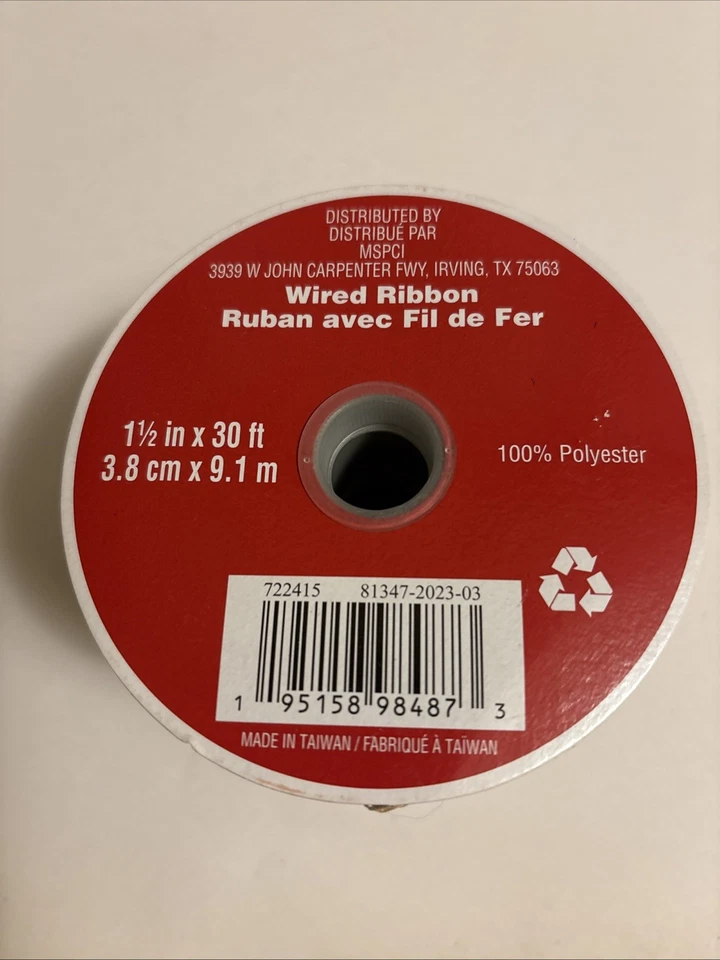 DISTRIBUTED BY
DISTRIBUÉ PAR
MSPCI
3939 W JOHN CARPENTER FWY, IRVING, TX 75063
Wired Ribbon
Ruban avec Fil de Fer
1½ in x 30 ft
3.8 cm x 9.1 m
100% Polyester
722415 81347-2023-03
1 95158 98487 3
MADE IN TAIWAN / FABRIQUÉ À TAÏWAN